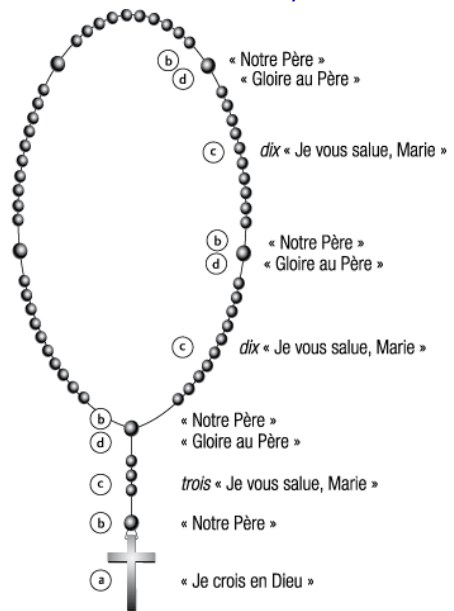 b « Notre Père »
d « Gloire au Père »
c dix « Je vous salue, Marie »
b « Notre Père »
d « Gloire au Père »
c dix « Je vous salue, Marie »
b « Notre Père »
d « Gloire au Père »
c trois « Je vous salue, Marie »
b « Notre Père »
a « Je crois en Dieu »